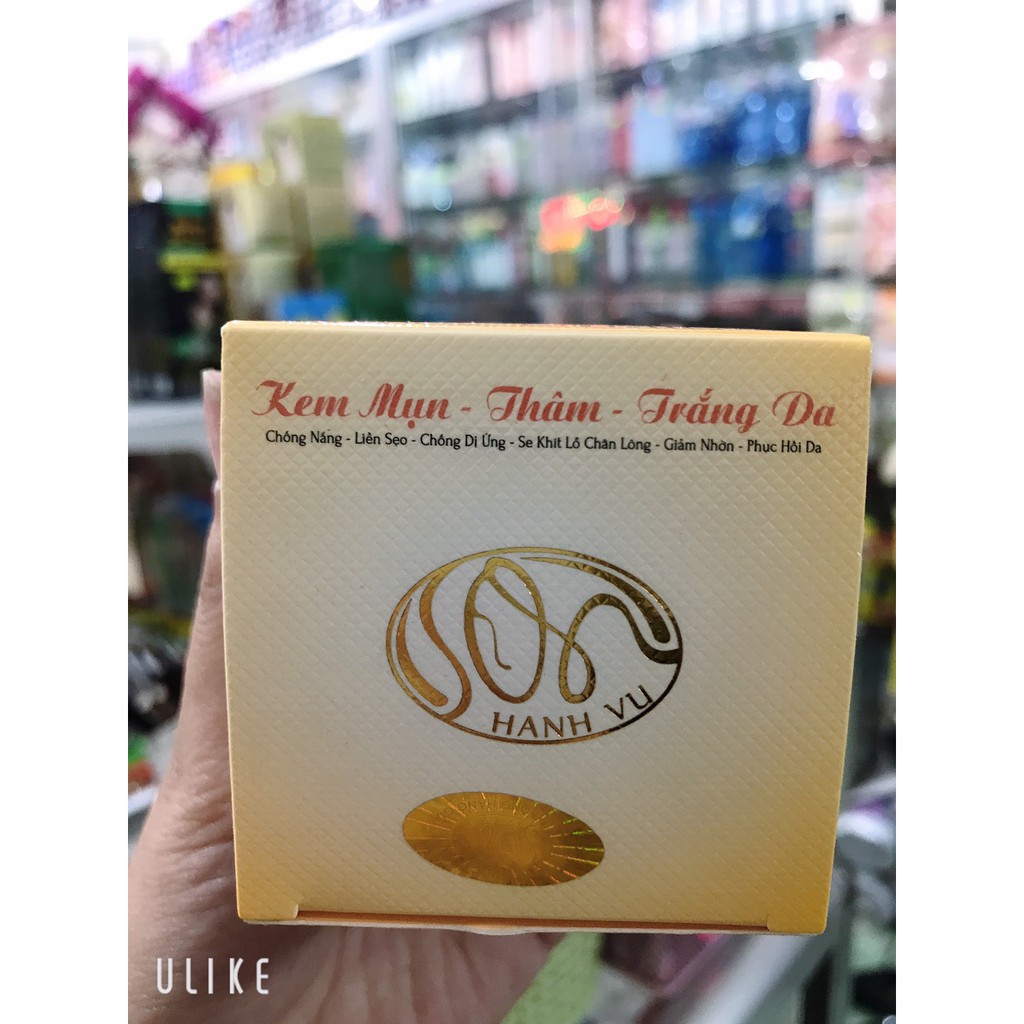 Kem Mụn - Thâm - Trắng Da
Chống Nắng - Liền Sẹo - Chống Dị Ứng - Se Khít Lỗ Chân Lông - Giảm Nhờn - Phục Hồi Da
HANH VU
ULIKE